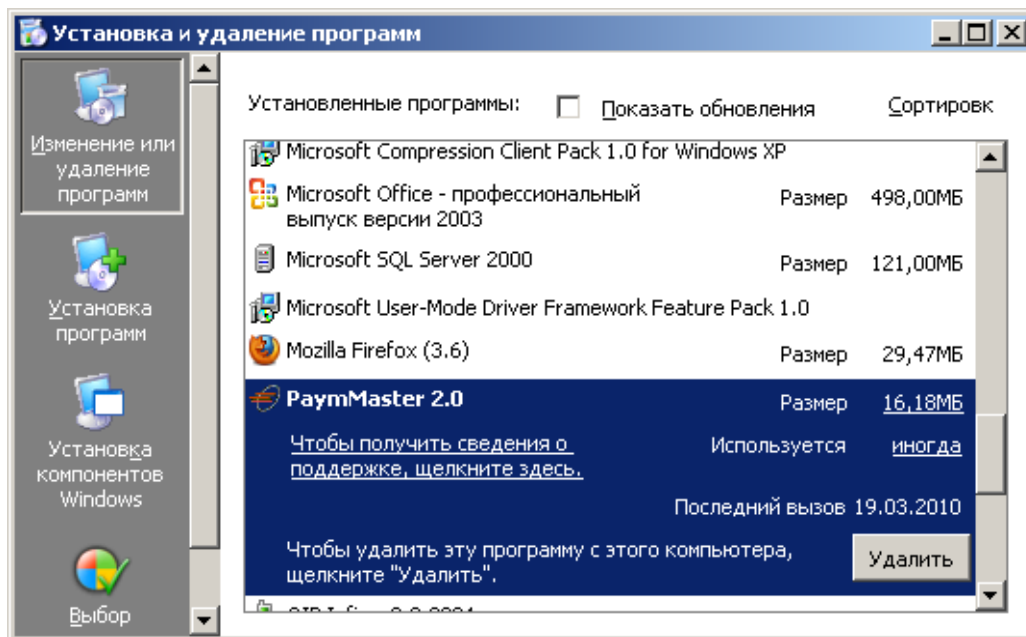 Установка и удаление программ
Изменение или
удаление
программ
Установка
программ
Установка
компонентов
Windows
Выбор
Установленные программы: Показать обновления Сортировк
Microsoft Compression Client Pack 1.0 for Windows XP
Microsoft Office - профессиональный
выпуск версии 2003 Размер 498,00МБ
Microsoft SQL Server 2000 Размер 121,00МБ
Microsoft User-Mode Driver Framework Feature Pack 1.0
Mozilla Firefox (3.6) Размер 29,47МБ
PaymMaster 2.0 Размер 16,18МБ
Чтобы получить сведения о
поддержке, щелкните здесь. Используется иногда
Последний вызов 19.03.2010
Чтобы удалить эту программу с этого компьютера,
щелкните "Удалить". Удалить